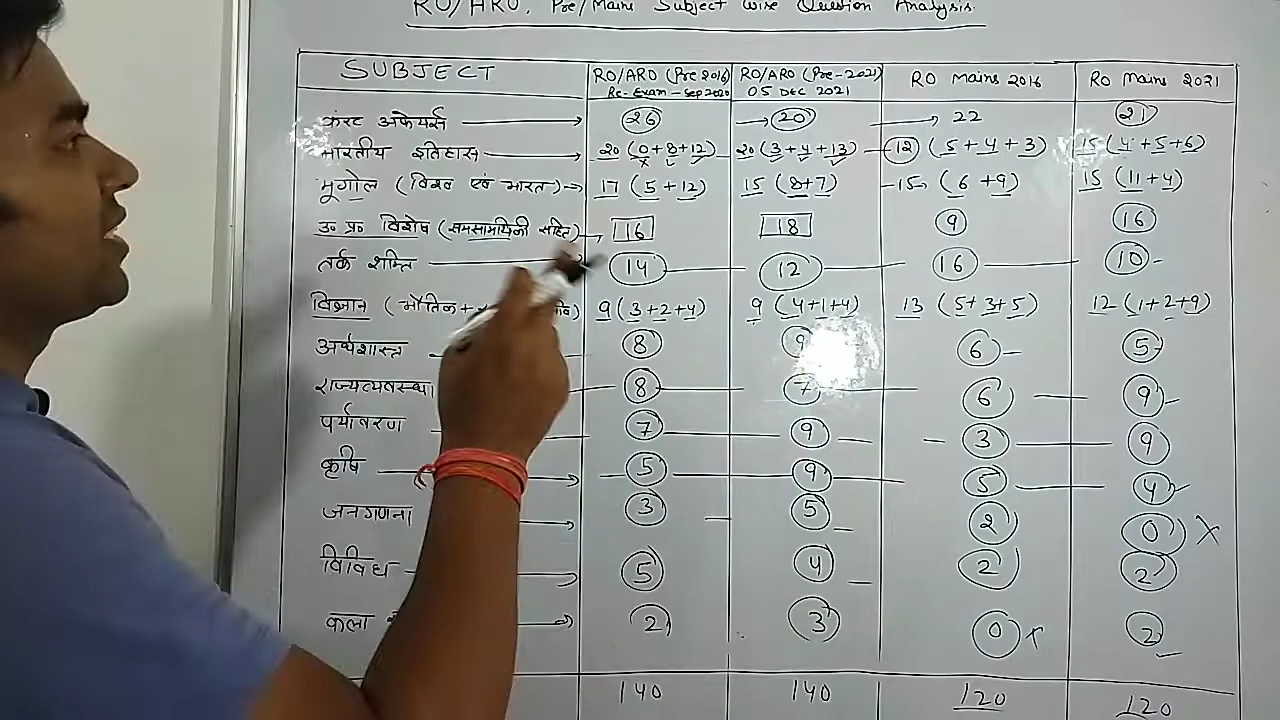 RO/ARO, Pre/Mains Subject wise Question Analysis.
SUBJECT RO/ARO (Pre 2016) Re-Exam - Sep 2020 RO/ARO (Pre-2021) 05 DEC 2021 RO Mains 2016 RO Mains 2021
करंट अफेयर्स 26 20 22 21
भारतीय इतिहास 20 (0+8+12) 20 (3+4+13) 12 (5+4+3) 15 (4+5+6)
भूगोल (विश्व एवं भारत) 17 (5+12) 15 (8+7) 15 (6+9) 15 (11+4)
उ० प्र० विशेष (समसामयिकी सहित) 16 18 9 16
तर्क शक्ति 14 12 16 10
विज्ञान (भौतिक+ 9 (3+2+4) 9 (4+1+4) 13 (5+3+5) 12 (1+2+9)
अर्थशास्त्र 8 9 6 5
राज्यव्यवस्था 8 7 6 9
पर्यावरण 7 9 3 9
कृषि 5 9 5 4
जनगणना 3 5 2 0 X
विविध 5 4 2 2
कला 2 3 0 x 2
140 140 120 120